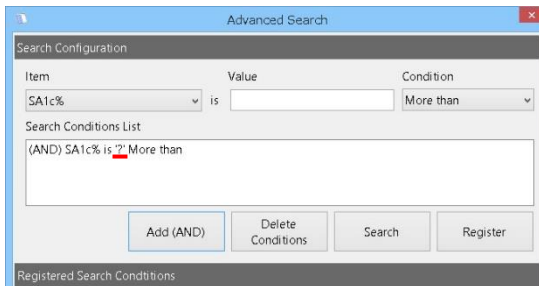 Advanced Search
Search Configuration
Item Value Condition
SA1c% is More than
Search Conditions List
(AND) SA1c% is '?' More than
Add (AND) Delete Conditions Search Register
Registered Search Condtitions